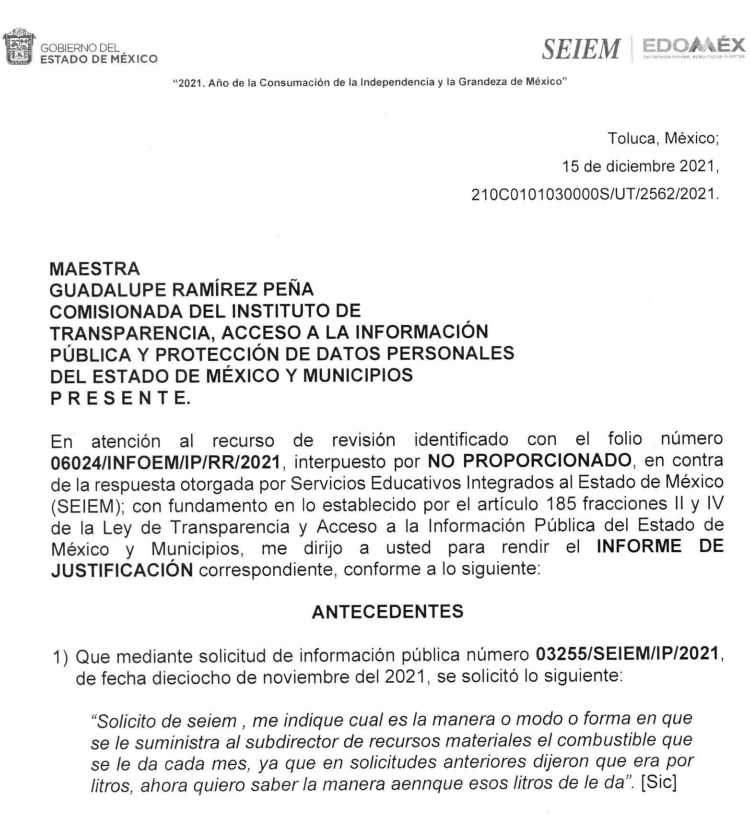 GOBIERNO DEL
ESTADO DE MÉXICO
SEIEM
EDOMÉX
"2021. Año de la Consumación de la Independencia y la Grandeza de México"
Toluca, México;
15 de diciembre 2021,
210C0101030000S/UT/2562/2021.
MAESTRA
GUADALUPE RAMÍREZ PEÑA
COMISIONADA DEL INSTITUTO DE
TRANSPARENCIA, ACCESO A LA INFORMACIÓN
PÚBLICA Y PROTECCIÓN DE DATOS PERSONALES
DEL ESTADO DE MÉXICO Y MUNICIPIOS
P R E S E N T E.
En atención al recurso de revisión identificado con el folio número
06024/INFOEM/IP/RR/2021, interpuesto por NO PROPORCIONADO, en contra
de la respuesta otorgada por Servicios Educativos Integrados al Estado de México
(SEIEM); con fundamento en lo establecido por el artículo 185 fracciones II y IV
de la Ley de Transparencia y Acceso a la Información Pública del Estado de
México y Municipios, me dirijo a usted para rendir el INFORME DE
JUSTIFICACIÓN correspondiente, conforme a lo siguiente:
ANTECEDENTES
1) Que mediante solicitud de información pública número 03255/SEIEM/IP/2021,
de fecha dieciocho de noviembre del 2021, se solicitó lo siguiente:
"Solicito de seiem , me indique cual es la manera o modo o forma en que
se le suministra al subdirector de recursos materiales el combustible que
se le da cada mes, ya que en solicitudes anteriores dijeron que era por
litros, ahora quiero saber la manera aennque esos litros de le da". [Sic]